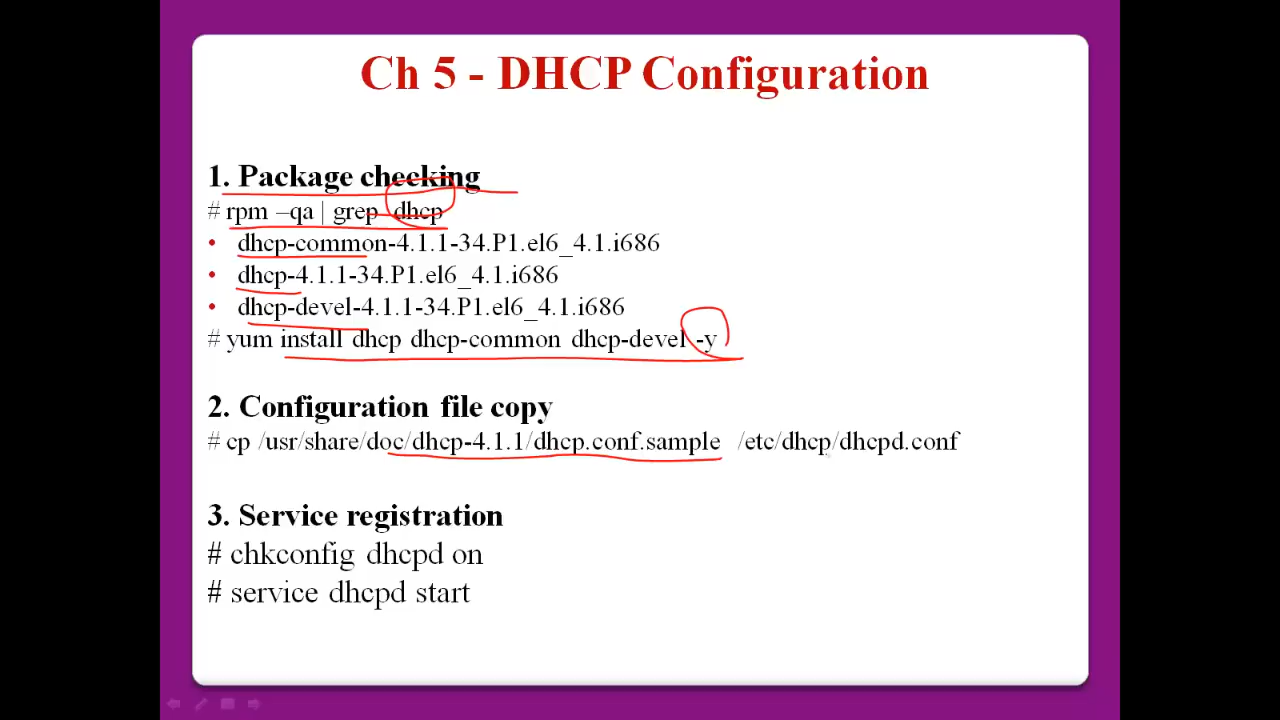 Ch 5 - DHCP Configuration
1. Package checking
# rpm –qa | grep dhcp
• dhcp-common-4.1.1-34.P1.el6_4.1.i686
• dhcp-4.1.1-34.P1.el6_4.1.i686
• dhcp-devel-4.1.1-34.P1.el6_4.1.i686
# yum install dhcp dhcp-common dhcp-devel -y
2. Configuration file copy
# cp /usr/share/doc/dhcp-4.1.1/dhcp.conf.sample /etc/dhcp/dhcpd.conf
3. Service registration
# chkconfig dhcpd on
# service dhcpd start